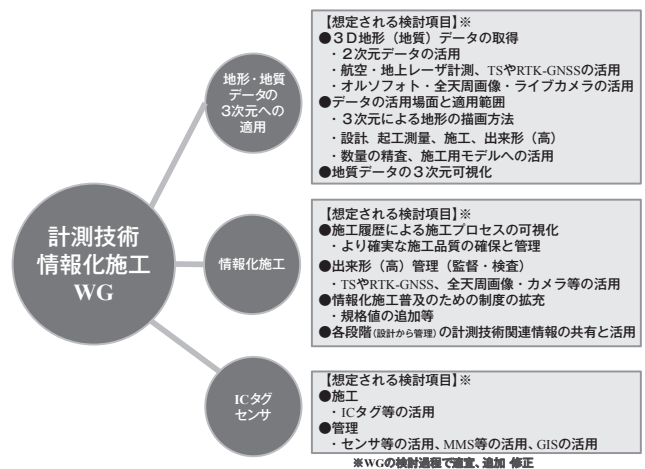 計測技術
情報化施工
WG
地形・地質
データの
3次元への
適用
【想定される検討項目】※
●3D地形（地質）データの取得
・2次元データの活用
・航空・地上レーザ計測、TSやRTK-GNSSの活用
・オルソフォト・全天周画像・ライブカメラの活用
●データの活用場面と適用範囲
・3次元による地形の描画方法
・設計、起工測量、施工、出来形（高）
・数量の精査、施工用モデルへの活用
●地質データの3次元可視化
情報化施工
【想定される検討項目】※
●施工履歴による施工プロセスの可視化
・より確実な施工品質の確保と管理
●出来形（高）管理（監督・検査）
・TSやRTK-GNSS、全天周画像・カメラ等の活用
●情報化施工普及のための制度の拡充
・規格値の追加等
●各段階（設計から管理）の計測技術関連情報の共有と活用
ICタグ
センサ
【想定される検討項目】※
●施工
・ICタグ等の活用
●管理
・センサ等の活用、MMS等の活用、GISの活用
※WGの検討過程で適宜、追加・修正